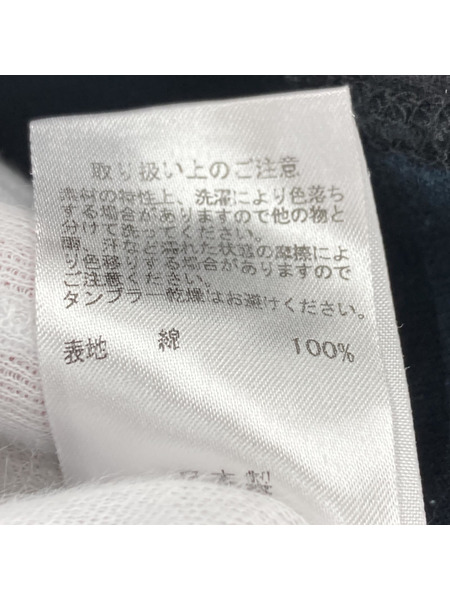 取り扱い上のご注意
素材の特性上、洗濯により色落ち
する場合がありますので他の物と
分けて洗ってください。
雨、汗など濡れた状態の摩擦によ
り色移りする場合がありますので
ご注意ください。
タンブラー乾燥はお避けください。
表地 綿 100%
日本製